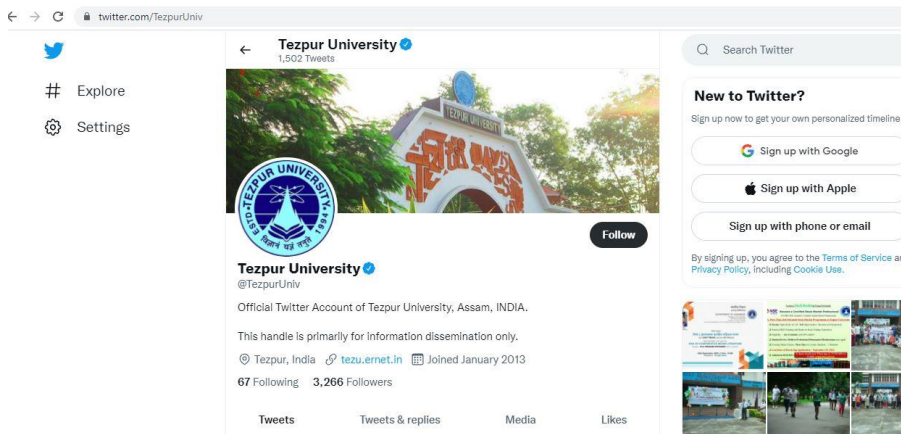 twitter.com/TezpurUniv
Explore
Settings
Tezpur University
1,502 Tweets
TEZPUR UNIVERSITY
TEZPUR UNIVERSITY
ESTD
1994
विज्ञानं यज्ञं तनुते
Follow
Tezpur University
@TezpurUniv
Official Twitter Account of Tezpur University, Assam, INDIA.
This handle is primarily for information dissemination only.
Tezpur, India tezu.ernet.in Joined January 2013
67 Following 3,266 Followers
Tweets Tweets & replies Media Likes
Search Twitter
New to Twitter?
Sign up now to get your own personalized timeline
Sign up with Google
Sign up with Apple
Sign up with phone or email
By signing up, you agree to the Terms of Service
Privacy Policy, including Cookie Use.